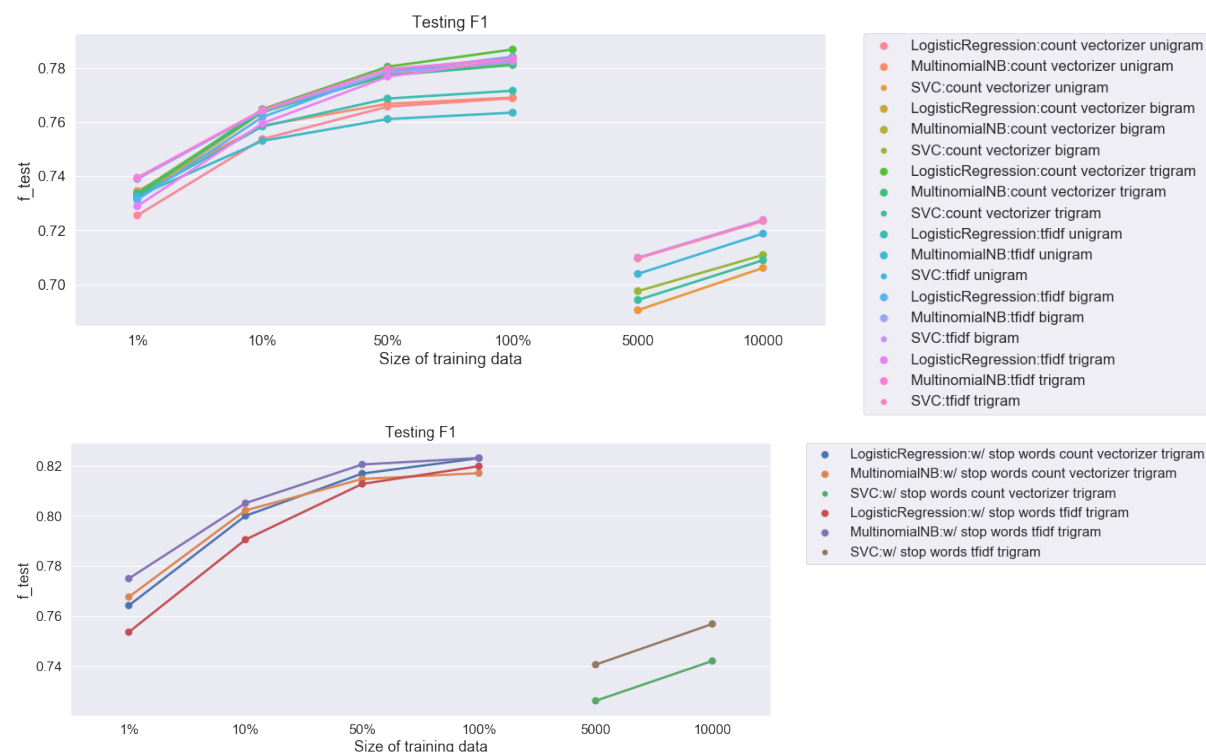 Testing F1
f_test
0.78
0.76
0.74
0.72
0.70
1% 10% 50% 100% 5000 10000
Size of training data
LogisticRegression:count vectorizer unigram
MultinomialNB:count vectorizer unigram
SVC:count vectorizer unigram
LogisticRegression:count vectorizer bigram
MultinomialNB:count vectorizer bigram
SVC:count vectorizer bigram
LogisticRegression:count vectorizer trigram
MultinomialNB:count vectorizer trigram
SVC:count vectorizer trigram
LogisticRegression:tfidf unigram
MultinomialNB:tfidf unigram
SVC:tfidf unigram
LogisticRegression:tfidf bigram
MultinomialNB:tfidf bigram
SVC:tfidf bigram
LogisticRegression:tfidf trigram
MultinomialNB:tfidf trigram
SVC:tfidf trigram
Testing F1
f_test
0.82
0.80
0.78
0.76
0.74
1% 10% 50% 100% 5000 10000
Size of training data
LogisticRegression:w/ stop words count vectorizer trigram
MultinomialNB:w/ stop words count vectorizer trigram
SVC:w/ stop words count vectorizer trigram
LogisticRegression:w/ stop words tfidf trigram
MultinomialNB:w/ stop words tfidf trigram
SVC:w/ stop words tfidf trigram